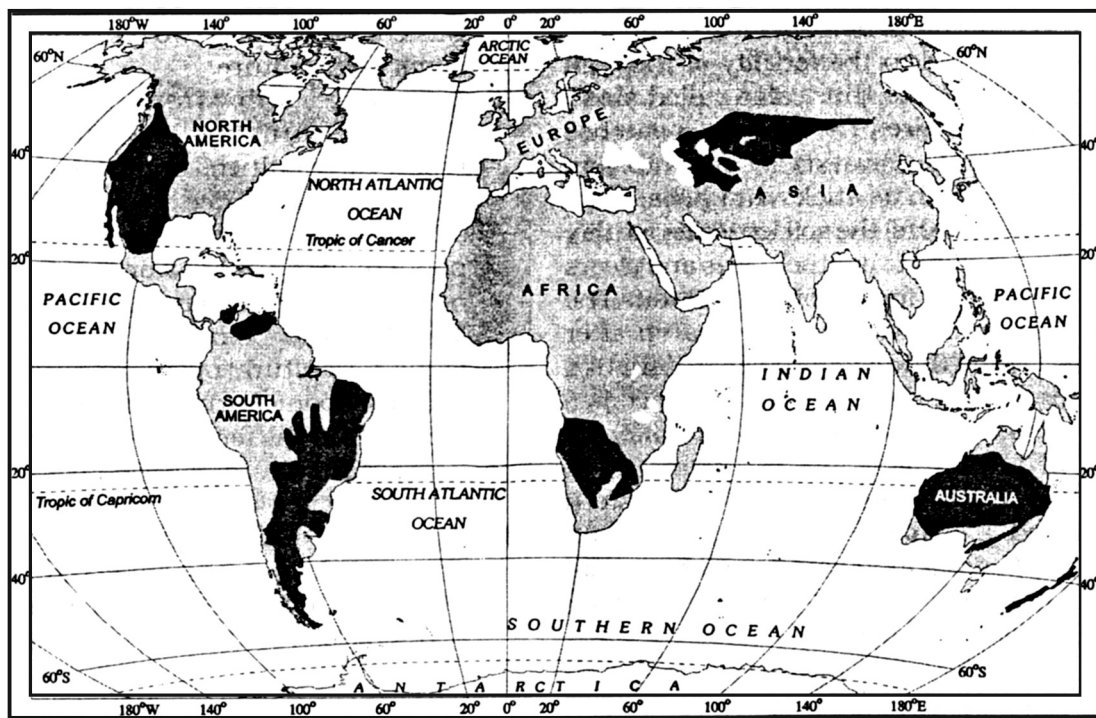 180°W 140° 100° 60° 20° 0° 20° 60° 100° 140° 180°E
60°N
ARCTIC
OCEAN
60°N
NORTH
AMERICA
EUROPE
40°
40°
ASIA
NORTH ATLANTIC
OCEAN
Tropic of Cancer
20°
20°
PACIFIC
OCEAN
AFRICA
PACIFIC
OCEAN
0°
0°
INDIAN
OCEAN
SOUTH
AMERICA
20°
20°
Tropic of Capricorn
SOUTH ATLANTIC
OCEAN
AUSTRALIA
40°
40°
SOUTHERN OCEAN
60°S
60°S
ANTARCTICA
180°W 140° 100° 60° 20° 0° 20° 60° 100° 140° 180°E